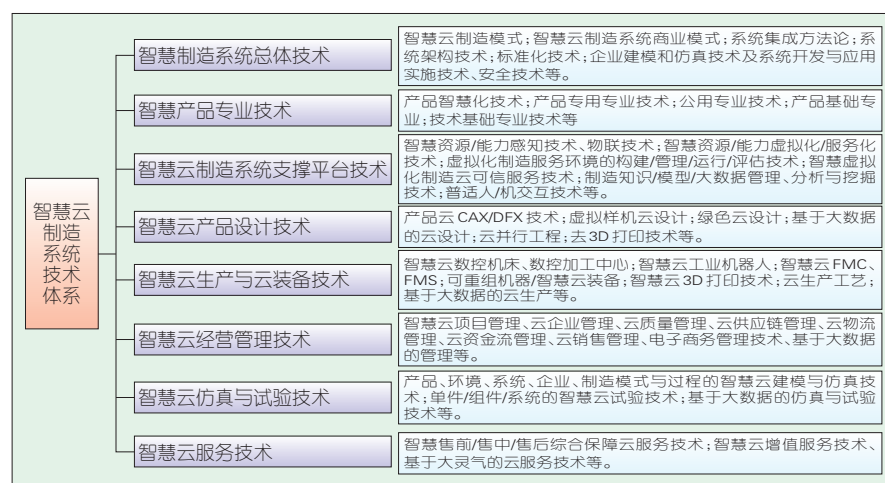 智慧云
制造
系统
技术
体系
智慧制造系统总体技术
智慧云制造模式;智慧云制造系统商业模式;系统集成方法论;系
统架构技术;标准化技术;企业建模和仿真技术及系统开发与应用
实施技术、安全技术等。
智慧产品专业技术
产品智慧化技术;产品专用专业技术;公用专业技术;产品基础专
业;技术基础专业技术等
智慧云制造系统支撑平台技术
智慧资源/能力感知技术、物联技术;智慧资源/能力虚拟化/服务化
技术;虚拟化制造服务环境的构建/管理/运行/评估技术;智慧虚拟
化制造云可信服务技术;制造知识/模型/大数据管理、分析与挖掘
技术;普适人/机交互技术等。
智慧云产品设计技术
产品云CAX/DFX技术;虚拟样机云设计;绿色云设计;基于大数据
的云设计;云并行工程;去3D打印技术等。
智慧云生产与云装备技术
智慧云数控机床、数控加工中心;智慧云工业机器人;智慧云FMC、
FMS;可重组机器/智慧云装备;智慧云3D打印技术;云生产工艺;
基于大数据的云生产等。
智慧云经营管理技术
智慧云项目管理、云企业管理、云质量管理、云供应链管理、云物流
管理、云资金流管理、云销售管理、电子商务管理技术、基于大数据
的管理等。
智慧云仿真与试验技术
产品、环境、系统、企业、制造模式与过程的智慧云建模与仿真技
术;单件/组件/系统的智慧云试验技术;基于大数据的仿真与试验
技术等。
智慧云服务技术
智慧售前/售中/售后综合保障云服务技术;智慧云增值服务技术、
基于大灵气的云服务技术等。